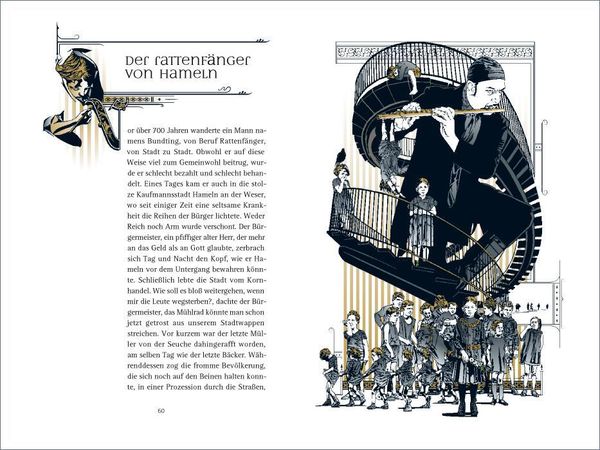 Der Rattenfänger
von Hameln
or über 700 Jahren wanderte ein Mann na-
mens Bundting, von Beruf Rattenfänger,
von Stadt zu Stadt. Obwohl er auf diese
Weise viel zum Gemeinwohl beitrug, wur-
de er schlecht bezahlt und schlecht behan-
delt. Eines Tages kam er auch in die stol-
ze Kaufmannsstadt Hameln an der Weser,
wo seit einiger Zeit eine seltsame Krank-
heit die Reihen der Bürger lichtete. Weder
Reich noch Arm wurde verschont. Der Bür-
germeister, ein pfiffiger alter Herr, der mehr
an das Geld als an Gott glaubte, zerbrach
sich Tag und Nacht den Kopf, wie er Ha-
meln vor dem Untergang bewahren könn-
te. Schließlich lebte die Stadt vom Korn-
handel. Wie soll es bloß weitergehen, wenn
mir die Leute wegsterben?, dachte der Bür-
germeister, das Mühlrad könnte man schon
jetzt getrost aus unserem Stadtwappen
streichen. Vor kurzem war der letzte Mül-
ler von der Seuche dahingerafft worden,
am selben Tag wie der letzte Bäcker. Wäh-
renddessen zog die fromme Bevölkerung,
die sich noch auf den Beinen halten konn-
te, in einer Prozession durch die Straßen,
60